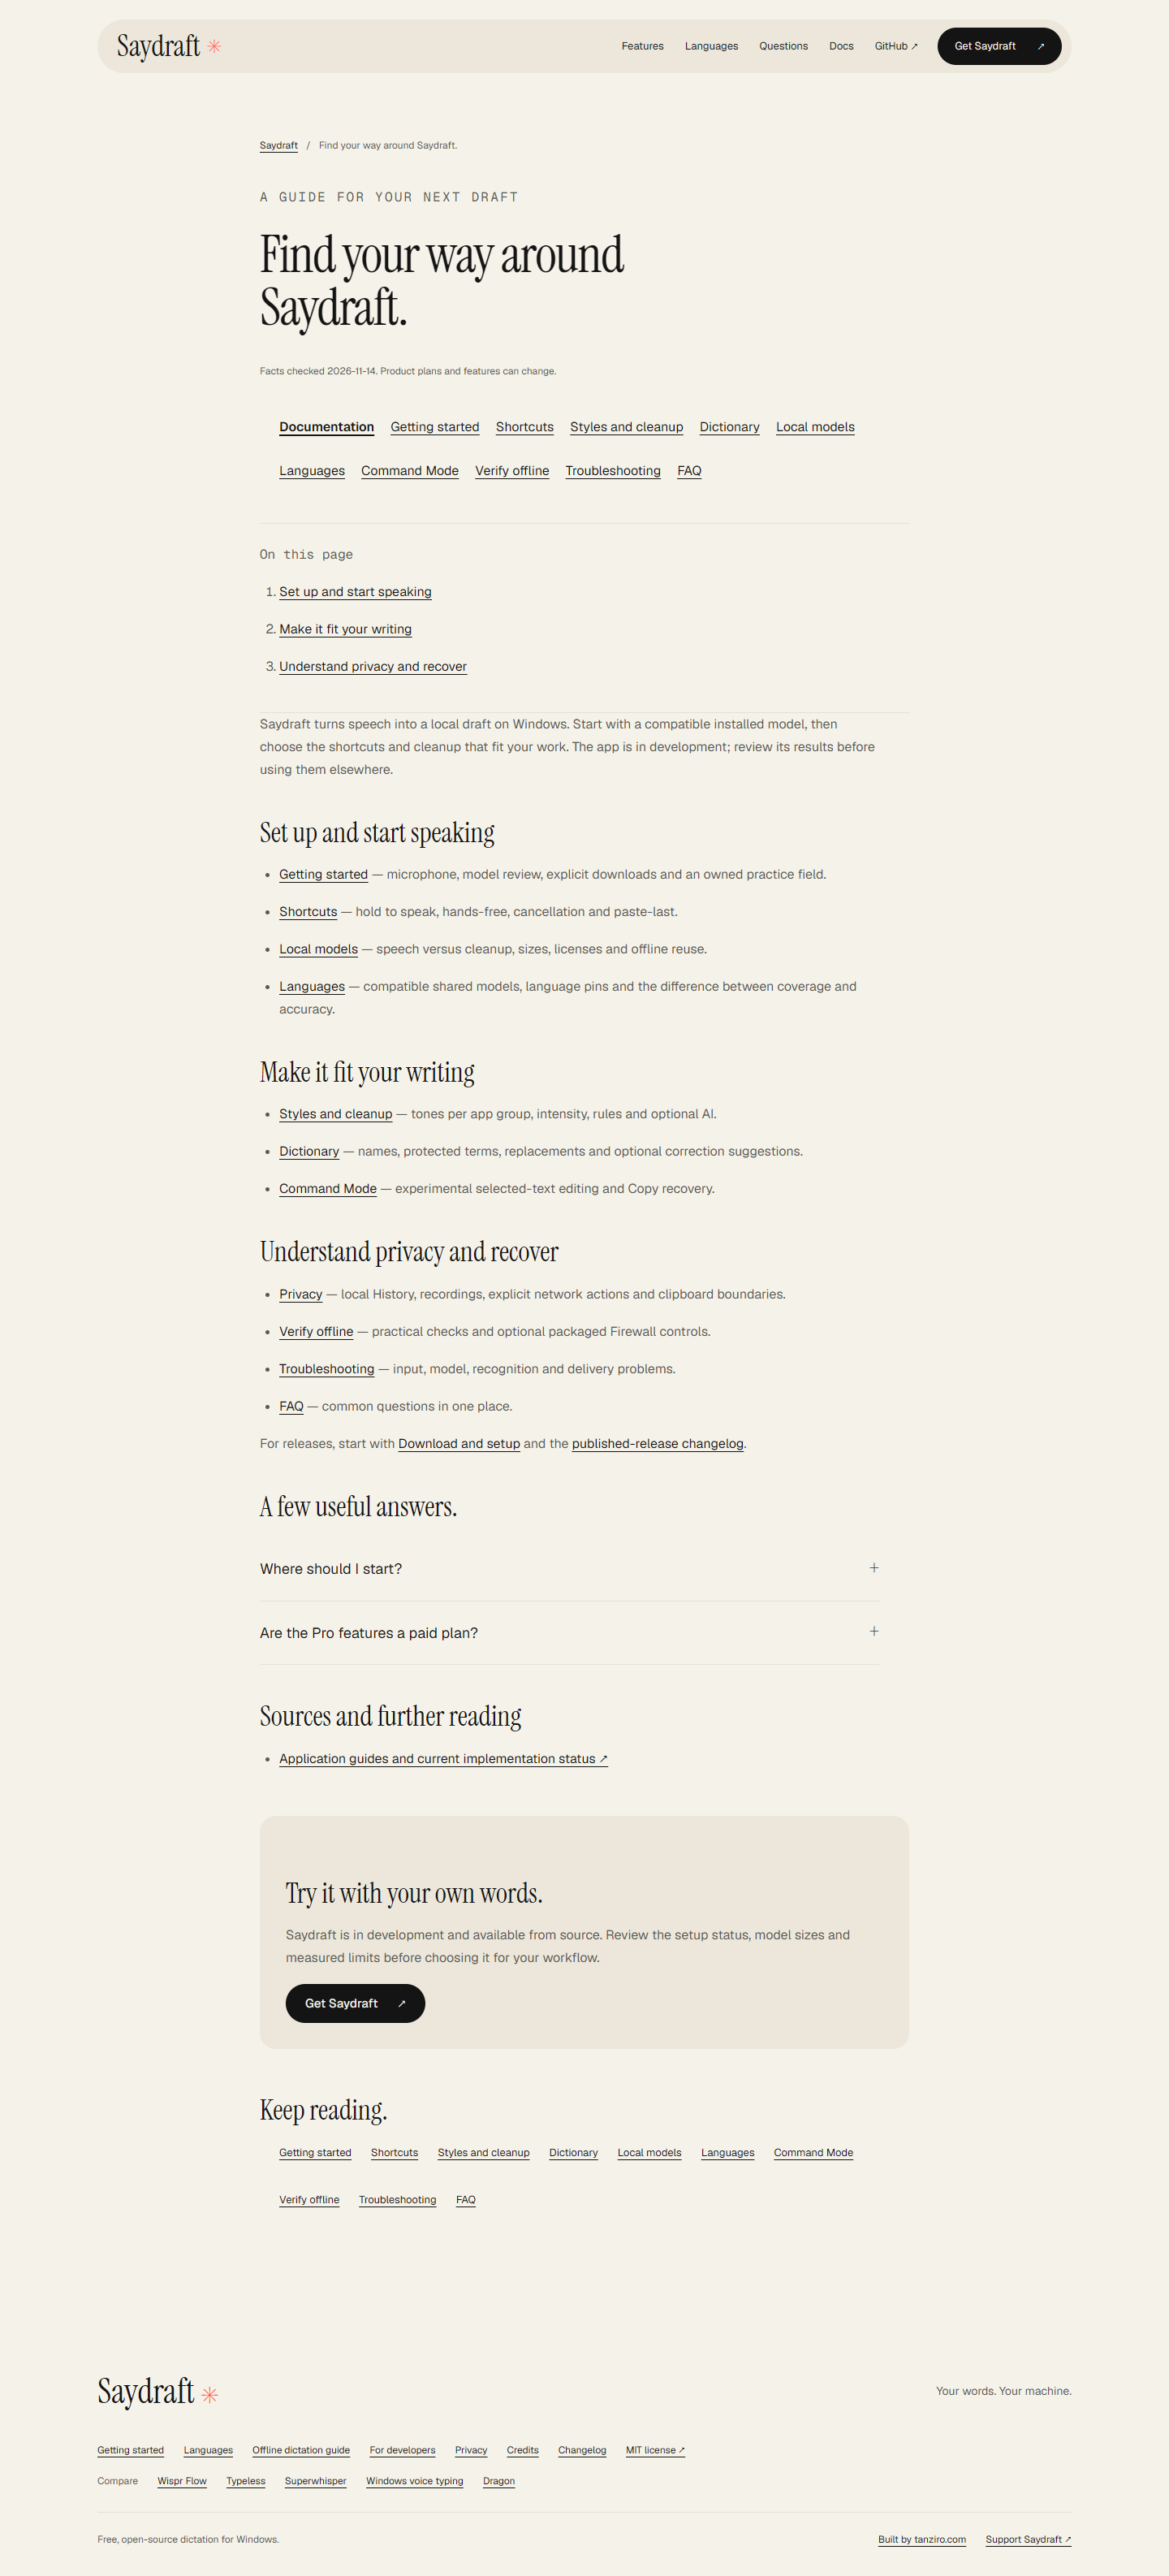 Saydraft
Features Languages Questions Docs GitHub ↗ Get Saydraft ↗
Saydraft / Find your way around Saydraft.
A GUIDE FOR YOUR NEXT DRAFT
Find your way around
Saydraft.
Facts checked 2026-11-14. Product plans and features can change.
Documentation Getting started Shortcuts Styles and cleanup Dictionary Local models
Languages Command Mode Verify offline Troubleshooting FAQ
On this page
1. Set up and start speaking
2. Make it fit your writing
3. Understand privacy and recover
Saydraft turns speech into a local draft on Windows. Start with a compatible installed model, then
choose the shortcuts and cleanup that fit your work. The app is in development; review its results before
using them elsewhere.
Set up and start speaking
• Getting started — microphone, model review, explicit downloads and an owned practice field.
• Shortcuts — hold to speak, hands-free, cancellation and paste-last.
• Local models — speech versus cleanup, sizes, licenses and offline reuse.
• Languages — compatible shared models, language pins and the difference between coverage and
accuracy.
Make it fit your writing
• Styles and cleanup — tones per app group, intensity, rules and optional AI.
• Dictionary — names, protected terms, replacements and optional correction suggestions.
• Command Mode — experimental selected-text editing and Copy recovery.
Understand privacy and recover
• Privacy — local History, recordings, explicit network actions and clipboard boundaries.
• Verify offline — practical checks and optional packaged Firewall controls.
• Troubleshooting — input, model, recognition and delivery problems.
• FAQ — common questions in one place.
For releases, start with Download and setup and the published-release changelog.
A few useful answers.
Where should I start? +
Are the Pro features a paid plan? +
Sources and further reading
• Application guides and current implementation status ↗
Try it with your own words.
Saydraft is in development and available from source. Review the setup status, model sizes and
measured limits before choosing it for your workflow.
Get Saydraft ↗
Keep reading.
Getting started Shortcuts Styles and cleanup Dictionary Local models Languages Command Mode
Verify offline Troubleshooting FAQ
Saydraft
Your words. Your machine.
Getting started Languages Offline dictation guide For developers Privacy Credits Changelog MIT license ↗
Compare Wispr Flow Typeless Superwhisper Windows voice typing Dragon
Free, open-source dictation for Windows.
Built by tanziro.com Support Saydraft ↗